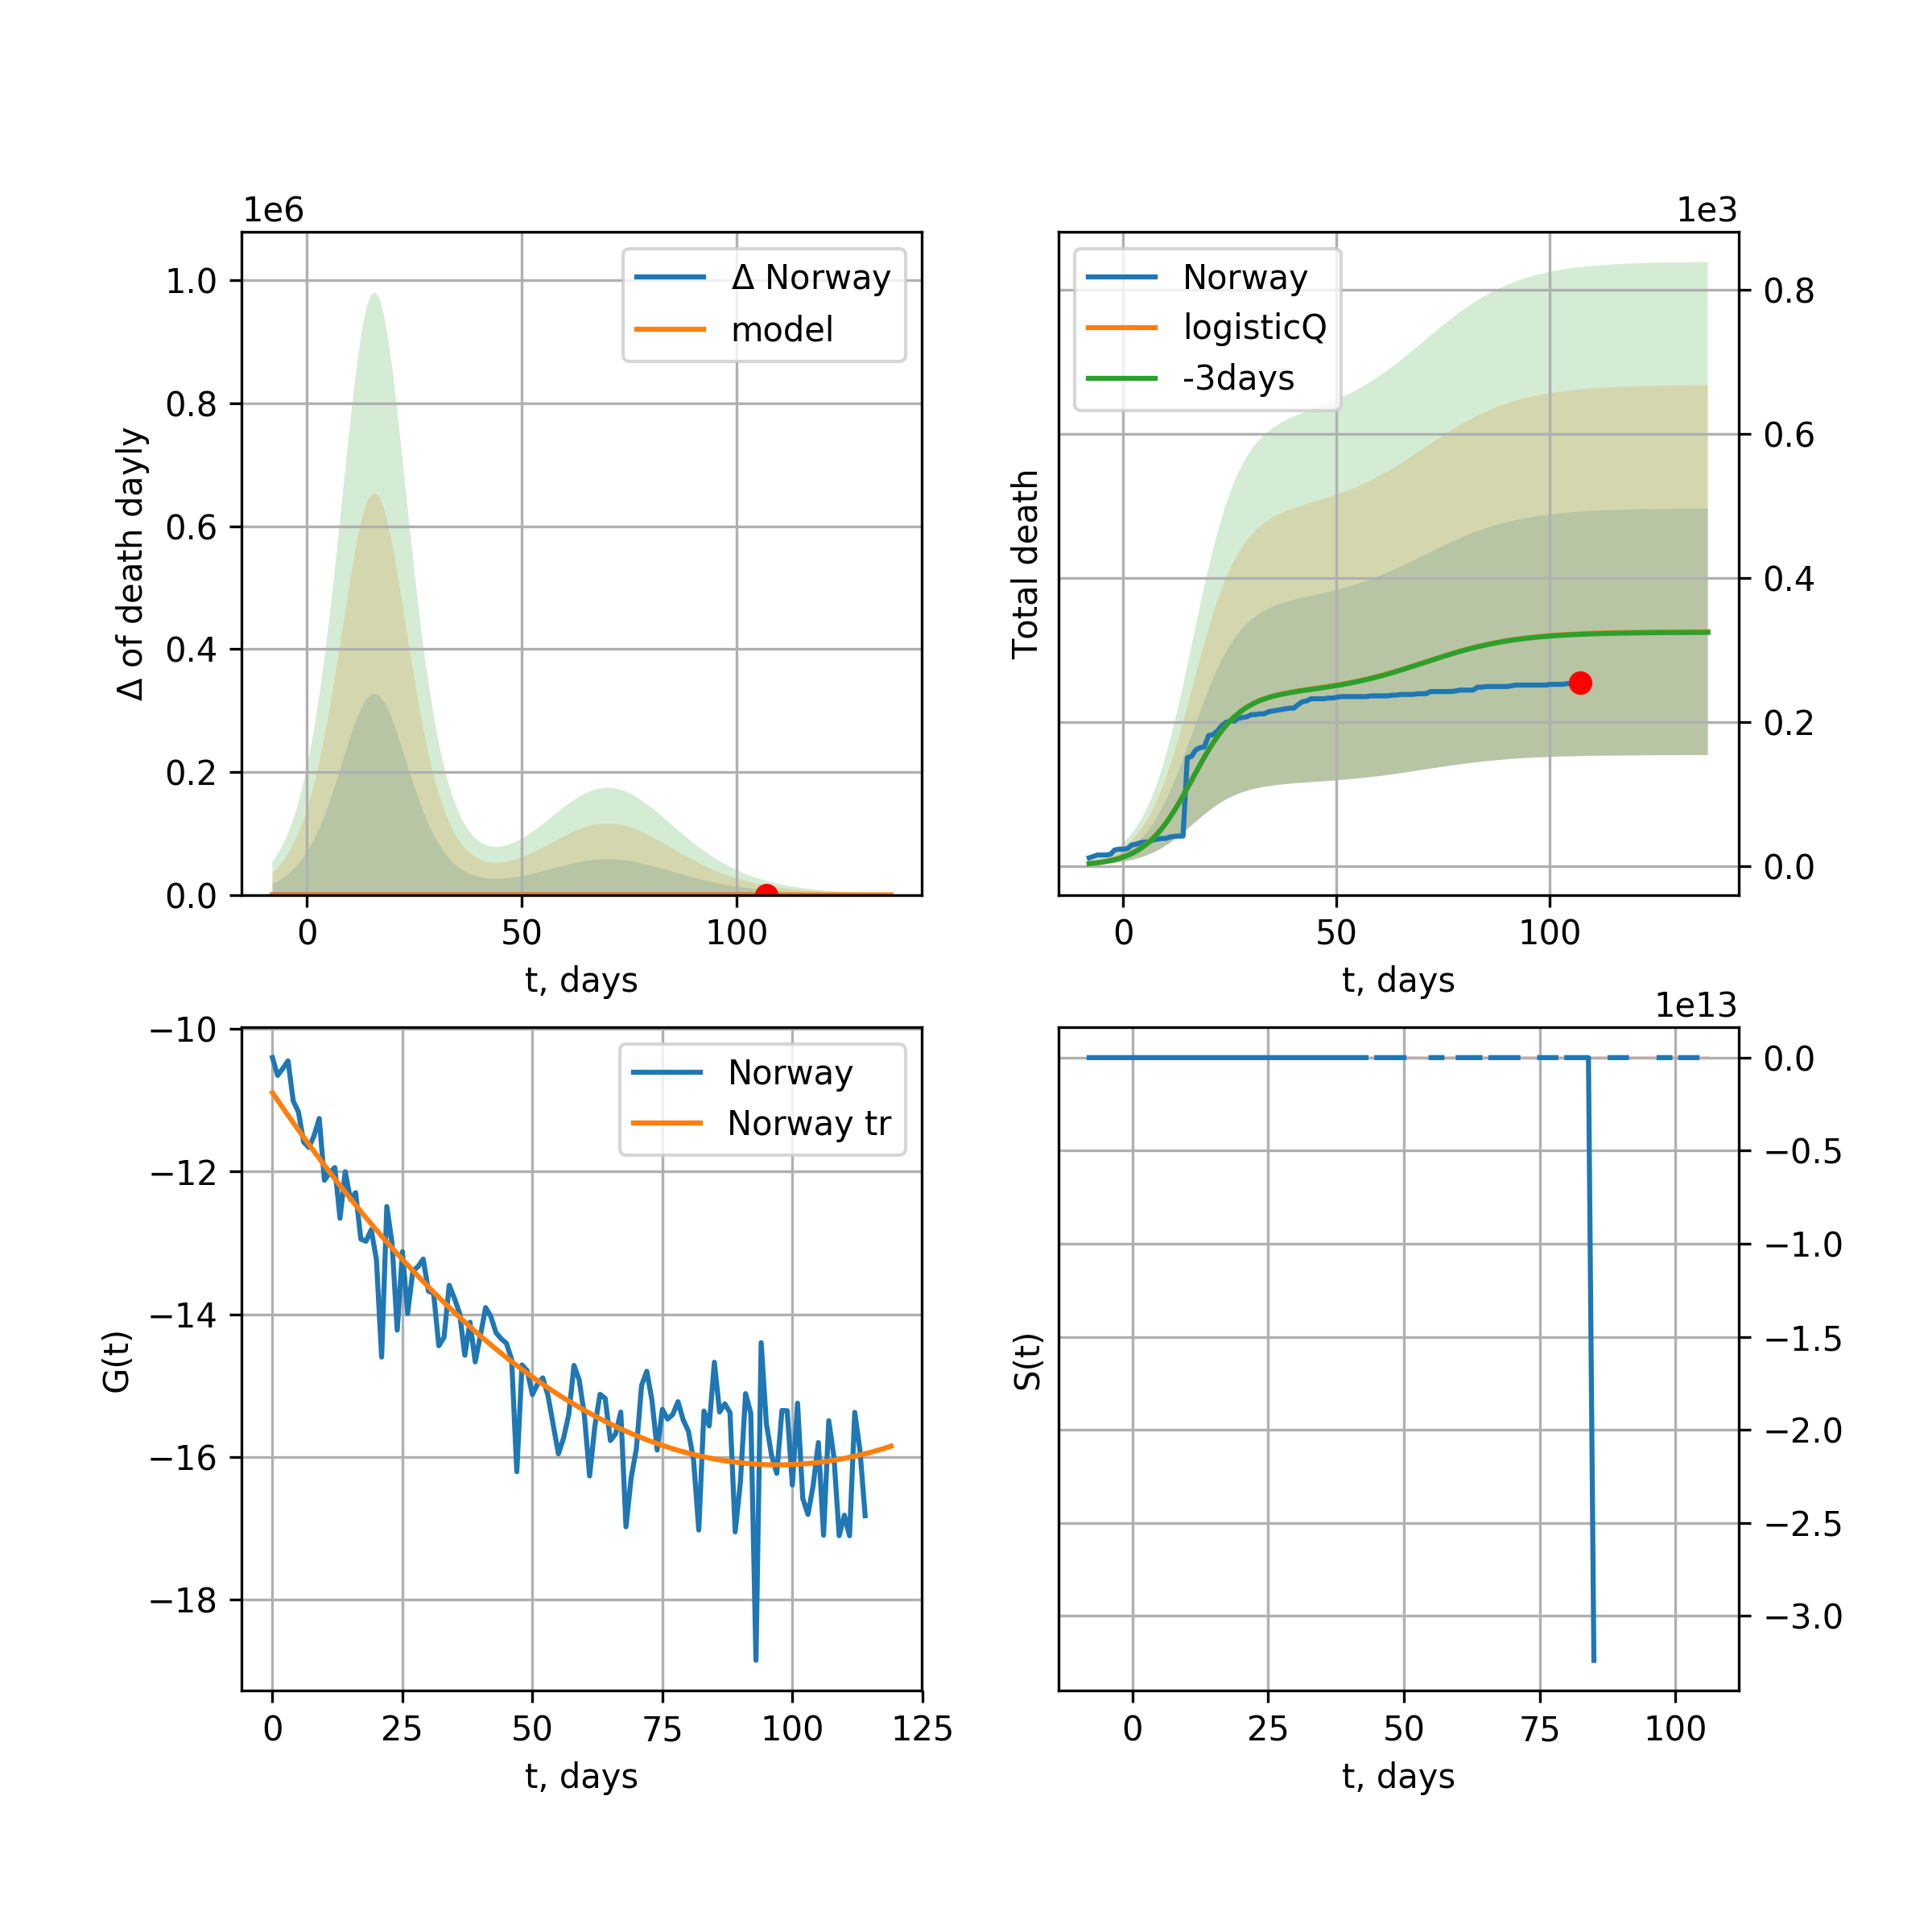 1e6
Δ of death dayly
1.0
0.8
0.6
0.4
0.2
0.0
Δ Norway
model
0 50 100
t, days
1e3
Total death
Norway
logisticQ
-3days
0.8
0.6
0.4
0.2
0.0
0 50 100
t, days
G(t)
−10
−12
−14
−16
−18
Norway
Norway tr
0 25 50 75 100 125
t, days
1e13
S(t)
0.0
−0.5
−1.0
−1.5
−2.0
−2.5
−3.0
0 25 50 75 100
t, days